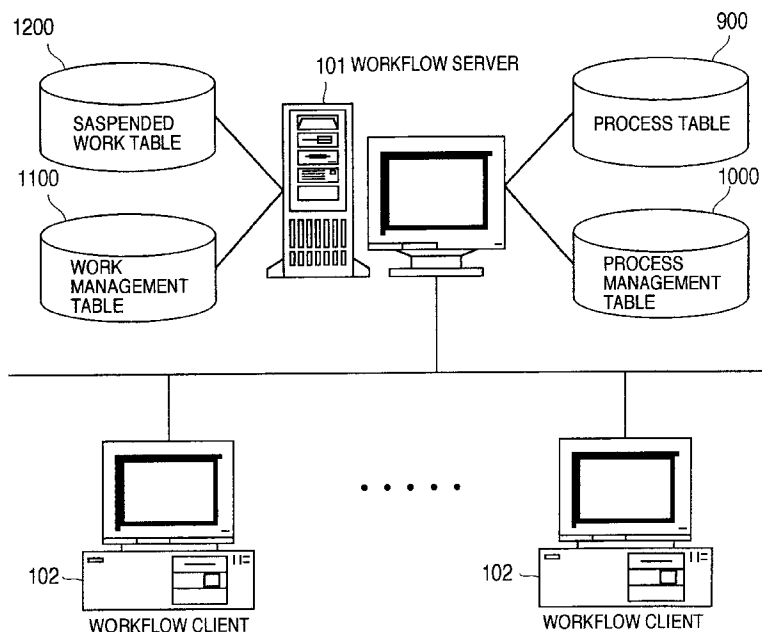 1200
SASPENDED
WORK TABLE
101 WORKFLOW SERVER
900
PROCESS TABLE
1100
WORK
MANAGEMENT
TABLE
1000
PROCESS
MANAGEMENT
TABLE
102
WORKFLOW CLIENT
102
WORKFLOW CLIENT